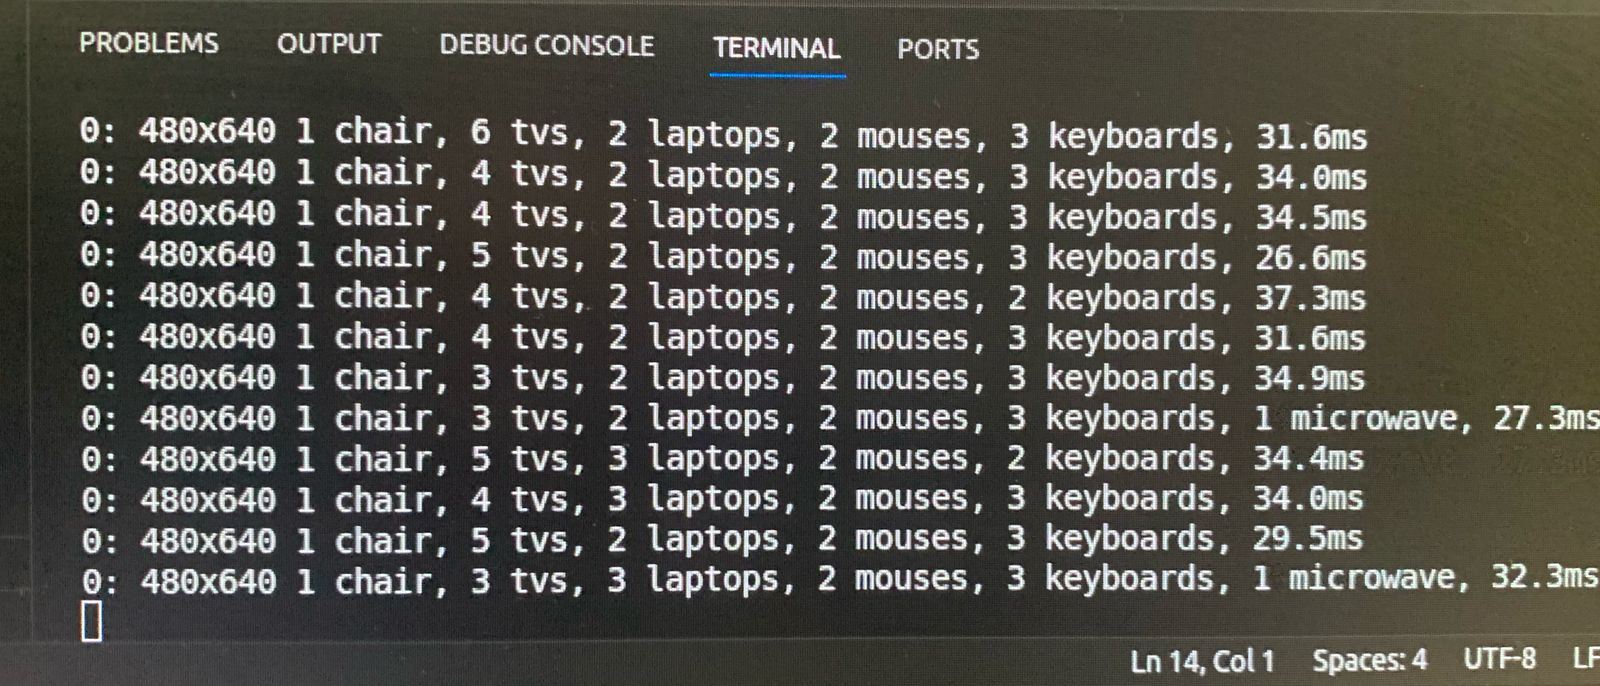 PROBLEMS OUTPUT DEBUG CONSOLE TERMINAL PORTS
0: 480x640 1 chair, 6 tvs, 2 laptops, 2 mouses, 3 keyboards, 31.6ms
0: 480x640 1 chair, 4 tvs, 2 laptops, 2 mouses, 3 keyboards, 34.0ms
0: 480x640 1 chair, 4 tvs, 2 laptops, 2 mouses, 3 keyboards, 34.5ms
0: 480x640 1 chair, 5 tvs, 2 laptops, 2 mouses, 3 keyboards, 26.6ms
0: 480x640 1 chair, 4 tvs, 2 laptops, 2 mouses, 2 keyboards, 37.3ms
0: 480x640 1 chair, 4 tvs, 2 laptops, 2 mouses, 3 keyboards, 31.6ms
0: 480x640 1 chair, 3 tvs, 2 laptops, 2 mouses, 3 keyboards, 34.9ms
0: 480x640 1 chair, 3 tvs, 2 laptops, 2 mouses, 3 keyboards, 1 microwave, 27.3ms
0: 480x640 1 chair, 5 tvs, 3 laptops, 2 mouses, 2 keyboards, 34.4ms
0: 480x640 1 chair, 4 tvs, 3 laptops, 2 mouses, 3 keyboards, 34.0ms
0: 480x640 1 chair, 5 tvs, 2 laptops, 2 mouses, 3 keyboards, 29.5ms
0: 480x640 1 chair, 3 tvs, 3 laptops, 2 mouses, 3 keyboards, 1 microwave, 32.3ms
Ln 14, Col 1 Spaces: 4 UTF-8 LF